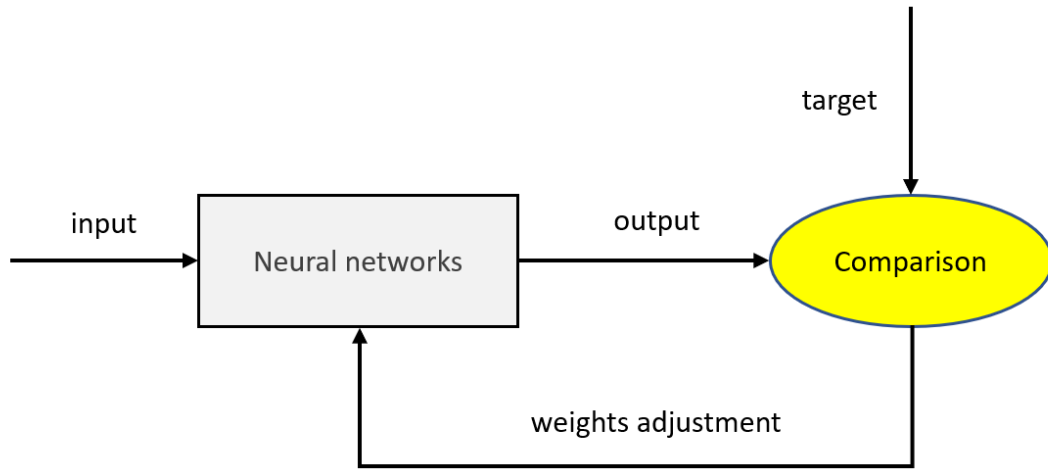 target
input
output
Neural networks
Comparison
weights adjustment